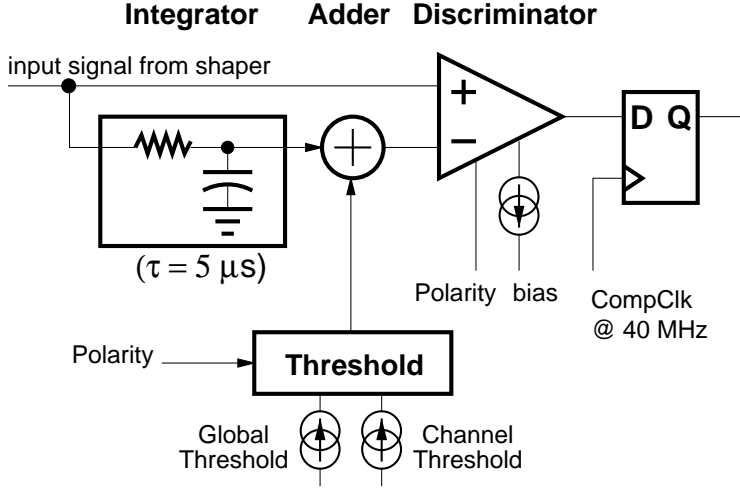 Integrator Adder Discriminator
input signal from shaper
+
−
D Q
(τ = 5 μs)
Polarity bias
CompClk
@ 40 MHz
Polarity
Threshold
Global
Threshold
Channel
Threshold